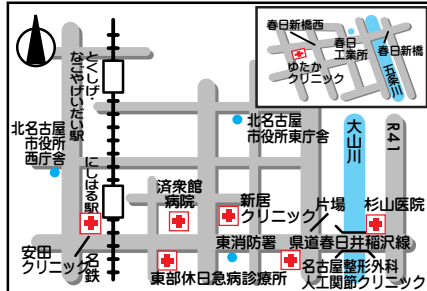 春日新橋西
春日
工業所
春日新橋
ゆたか
クリニック
五条川
とくしげ・
なごやげいだい駅
北名古屋
市役所
西庁舎
北名古屋
市役所東庁舎
大山川
R41
にしはる駅
済衆館
病院
新居
クリニック
片場
杉山医院
安田
クリニック
名鉄
東消防署
県道春日井稲沢線
東部休日急病診療所
名古屋整形外科
人工関節クリニック